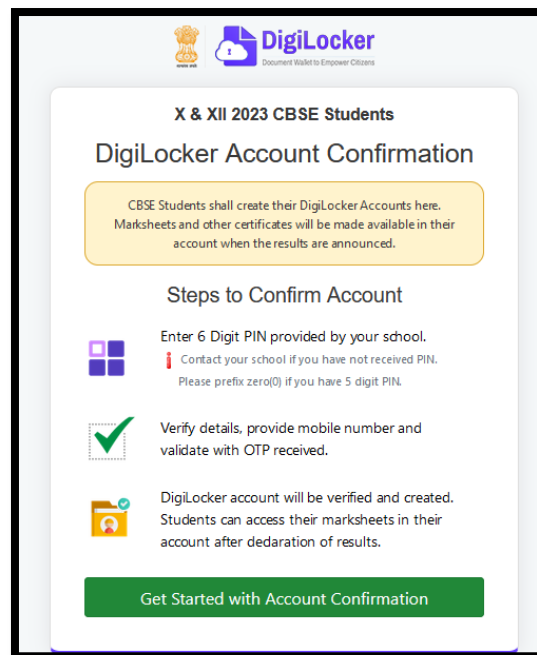 DigiLocker
Document Wallet to Empower Citizens
X & XII 2023 CBSE Students
DigiLocker Account Confirmation
CBSE Students shall create their DigiLocker Accounts here.
Marksheets and other certificates will be made available in their
account when the results are announced.
Steps to Confirm Account
Enter 6 Digit PIN provided by your school.
Contact your school if you have not received PIN.
Please prefix zero(0) if you have 5 digit PIN.
Verify details, provide mobile number and
validate with OTP received.
DigiLocker account will be verified and created.
Students can access their marksheets in their
account after declaration of results.
Get Started with Account Confirmation